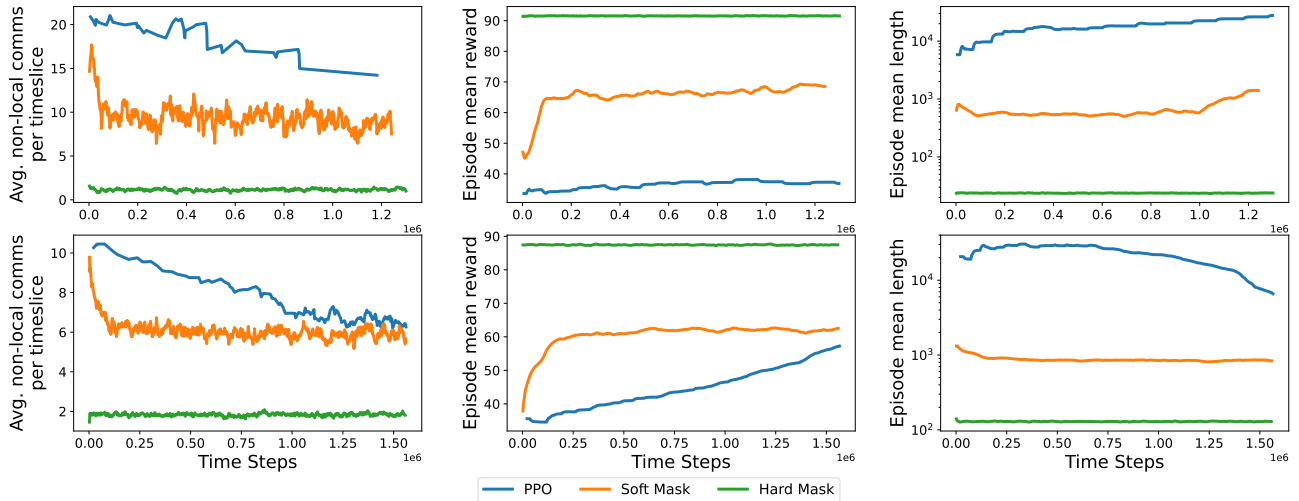 Avg. non-local comms
per timeslice
20
15
10
5
0
0.0 0.2 0.4 0.6 0.8 1.0 1.2
1e6
Episode mean reward
90
80
70
60
50
40
0.0 0.2 0.4 0.6 0.8 1.0 1.2
1e6
Episode mean length
10^4
10^3
10^2
0.0 0.2 0.4 0.6 0.8 1.0 1.2
1e6
Avg. non-local comms
per timeslice
10
8
6
4
2
0.00 0.25 0.50 0.75 1.00 1.25 1.50
1e6
Time Steps
Episode mean reward
90
80
70
60
50
40
0.00 0.25 0.50 0.75 1.00 1.25 1.50
1e6
Time Steps
Episode mean length
10^4
10^3
10^2
0.00 0.25 0.50 0.75 1.00 1.25 1.50
1e6
Time Steps
PPO Soft Mask Hard Mask